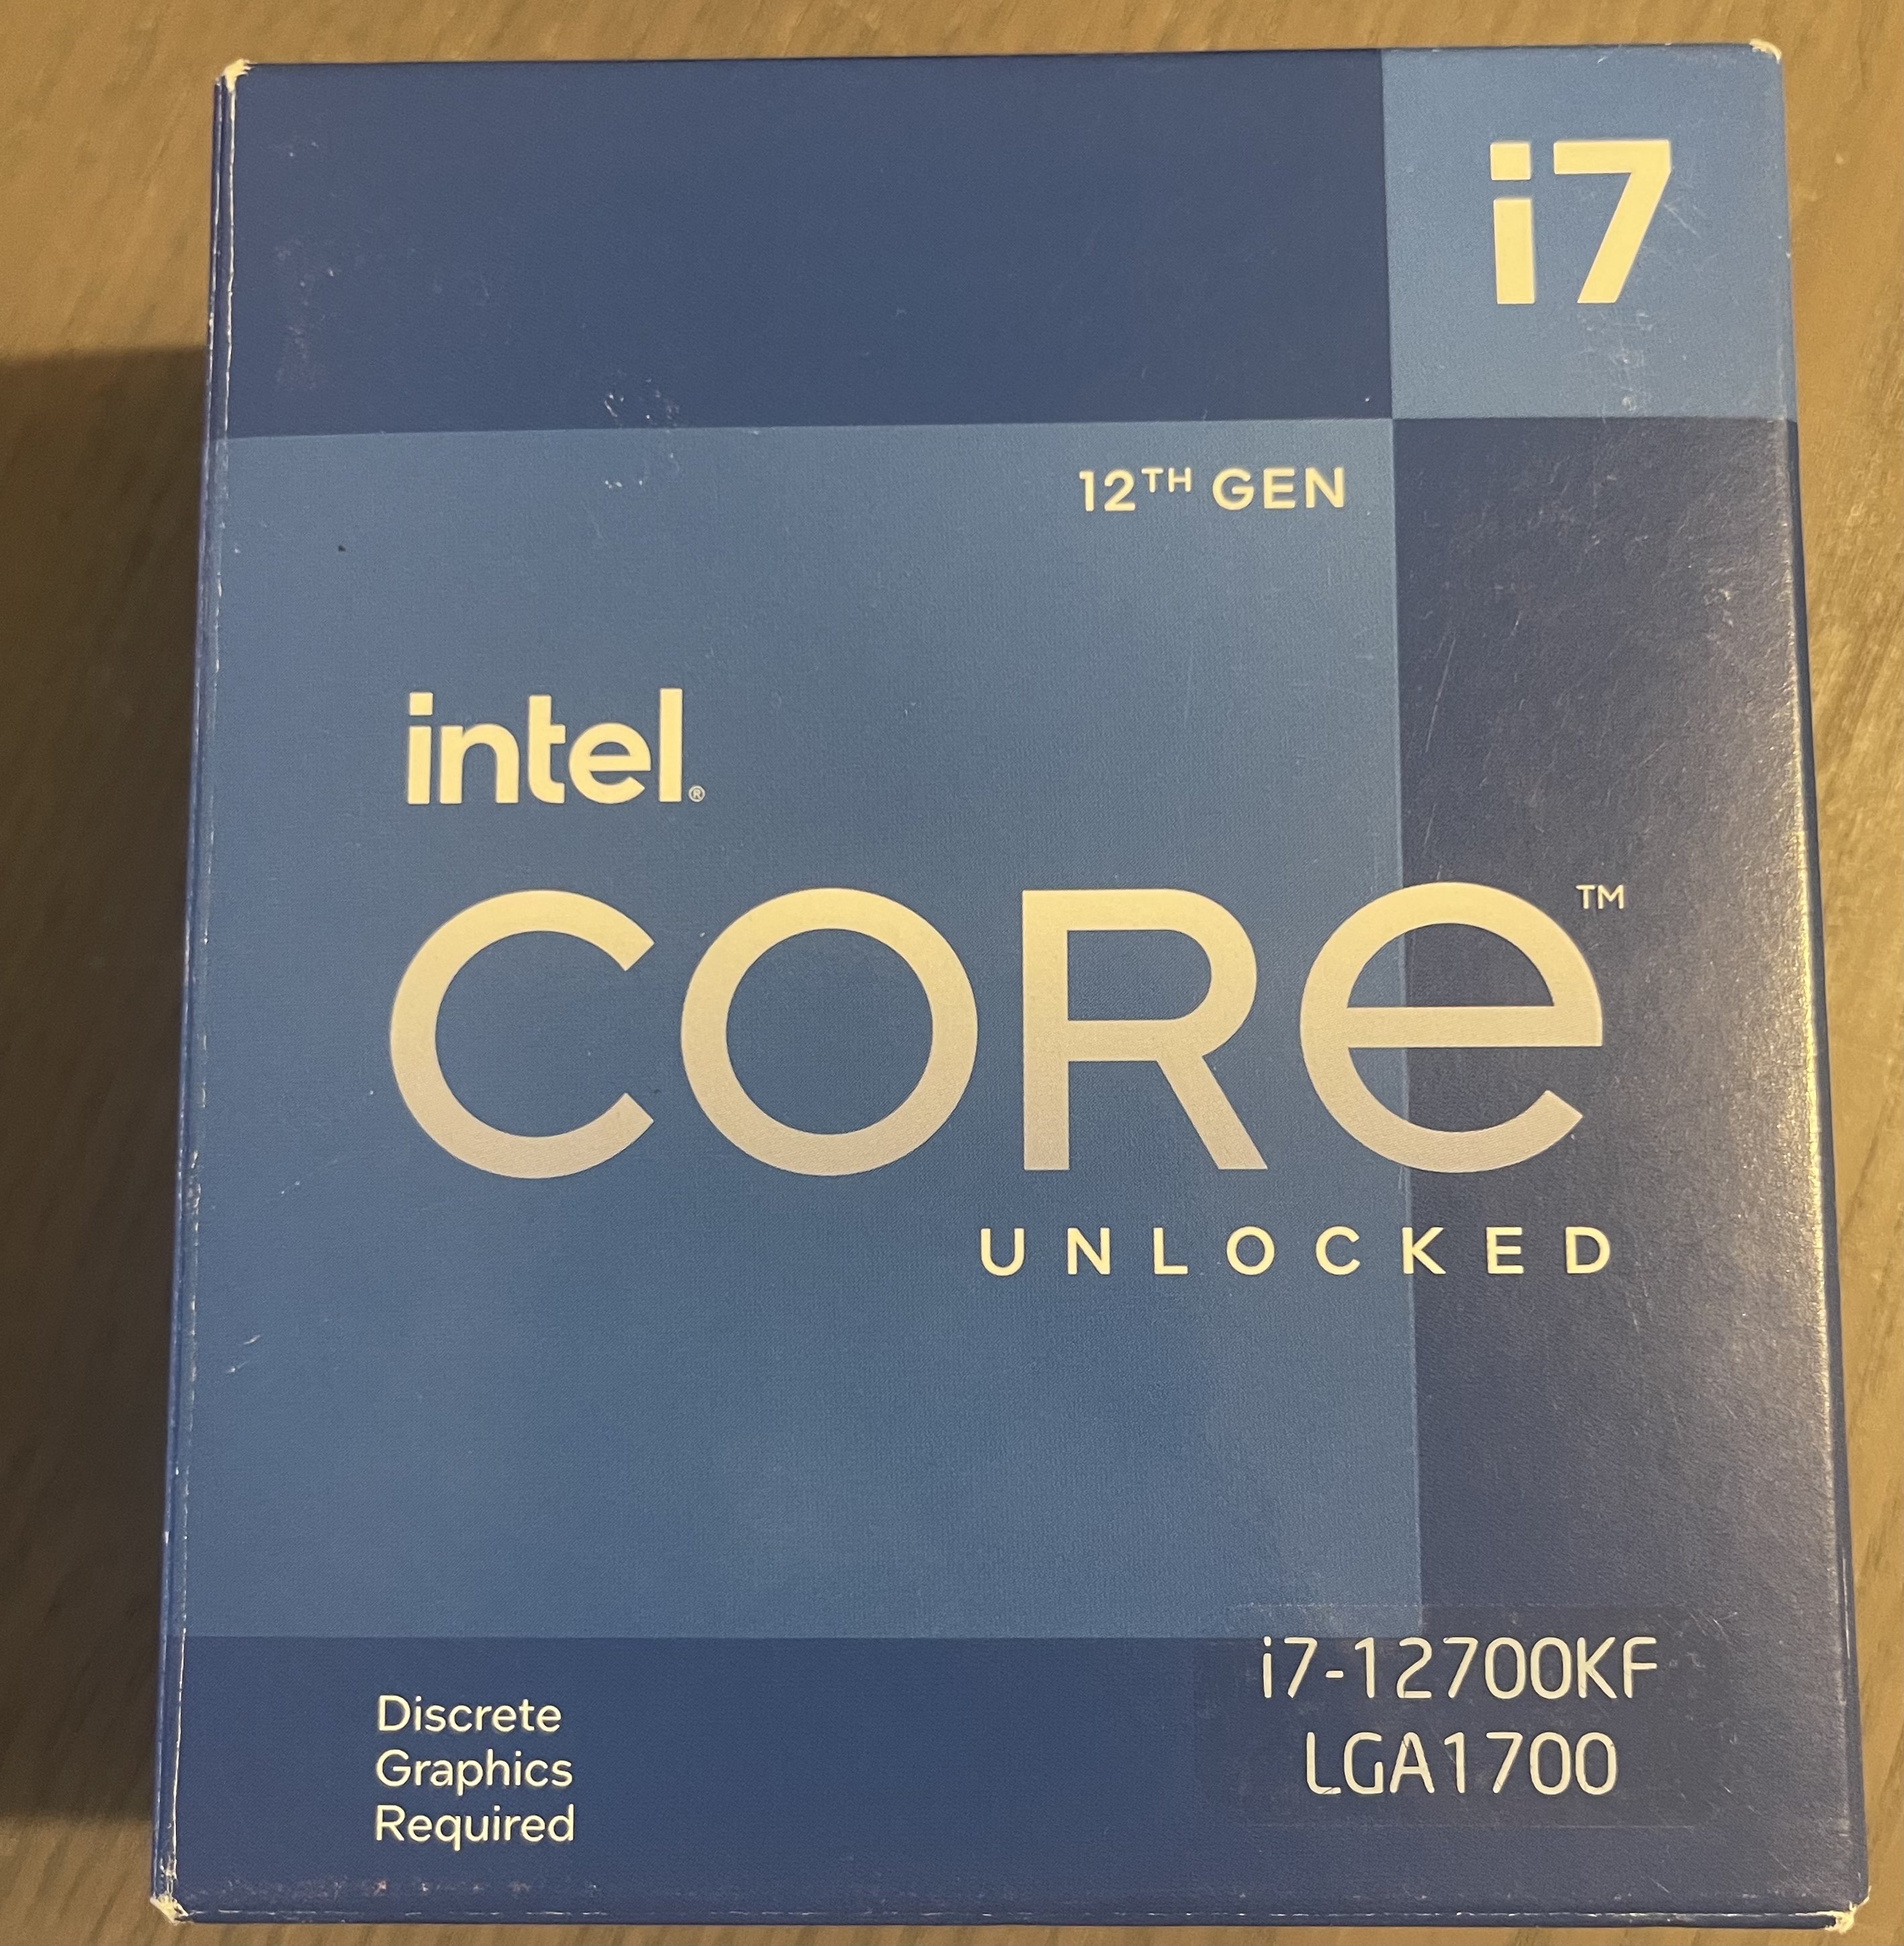 i7
12TH GEN
intel®
CORe™
UNLOCKED
i7-12700KF
LGA1700
Discrete
Graphics
Required